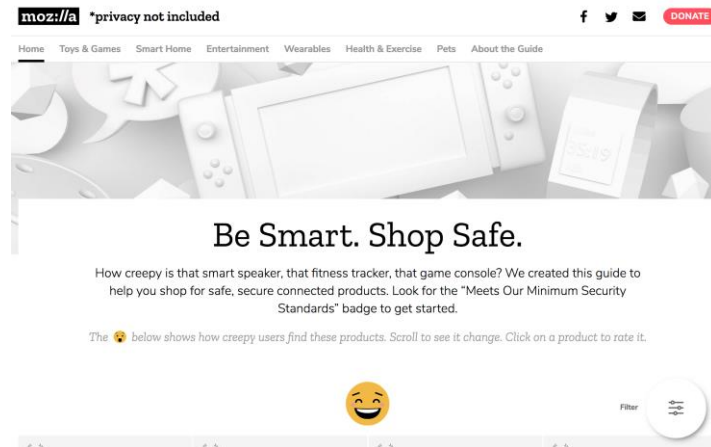 moz://a *privacy not included
DONATE
Home Toys & Games Smart Home Entertainment Wearables Health & Exercise Pets About the Guide
Be Smart. Shop Safe.
How creepy is that smart speaker, that fitness tracker, that game console? We created this guide to
help you shop for safe, secure connected products. Look for the “Meets Our Minimum Security
Standards” badge to get started.
The 😮 below shows how creepy users find these products. Scroll to see it change. Click on a product to rate it.
Filter